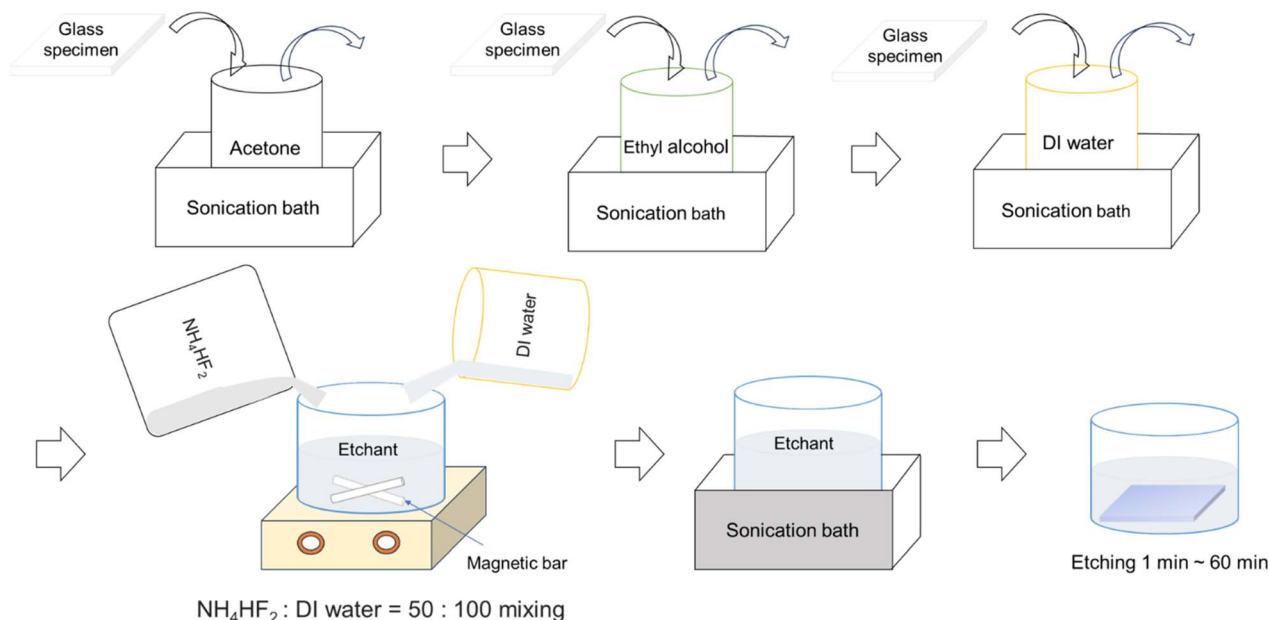 Glass
specimen
Acetone
Sonication bath
Glass
specimen
Ethyl alcohol
Sonication bath
Glass
specimen
DI water
Sonication bath
NH₄HF₂
DI water
Etchant
Magnetic bar
NH₄HF₂ : DI water = 50 : 100 mixing
Etchant
Sonication bath
Etching 1 min ~ 60 min